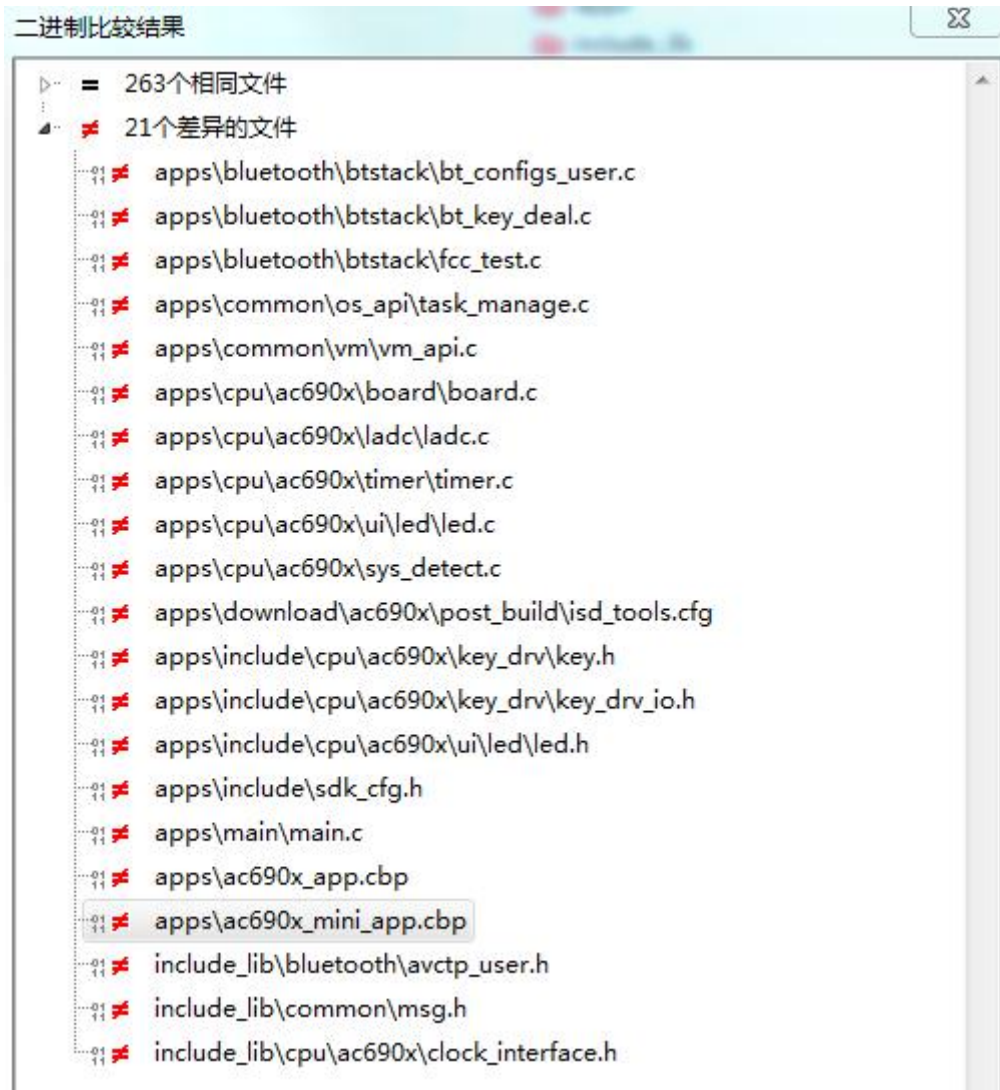 二进制比较结果
= 263个相同文件
≠ 21个差异的文件
apps\bluetooth\btstack\bt_configs_user.c
apps\bluetooth\btstack\bt_key_deal.c
apps\bluetooth\btstack\fcc_test.c
apps\common\os_api\task_manage.c
apps\common\vm\vm_api.c
apps\cpu\ac690x\board\board.c
apps\cpu\ac690x\ladc\ladc.c
apps\cpu\ac690x\timer\timer.c
apps\cpu\ac690x\ui\led\led.c
apps\cpu\ac690x\sys_detect.c
apps\download\ac690x\post_build\isd_tools.cfg
apps\include\cpu\ac690x\key_drv\key.h
apps\include\cpu\ac690x\key_drv\key_drv_io.h
apps\include\cpu\ac690x\ui\led\led.h
apps\include\sdk_cfg.h
apps\main\main.c
apps\ac690x_app.cbp
apps\ac690x_mini_app.cbp
include_lib\bluetooth\avctp_user.h
include_lib\common\msg.h
include_lib\cpu\ac690x\clock_interface.h